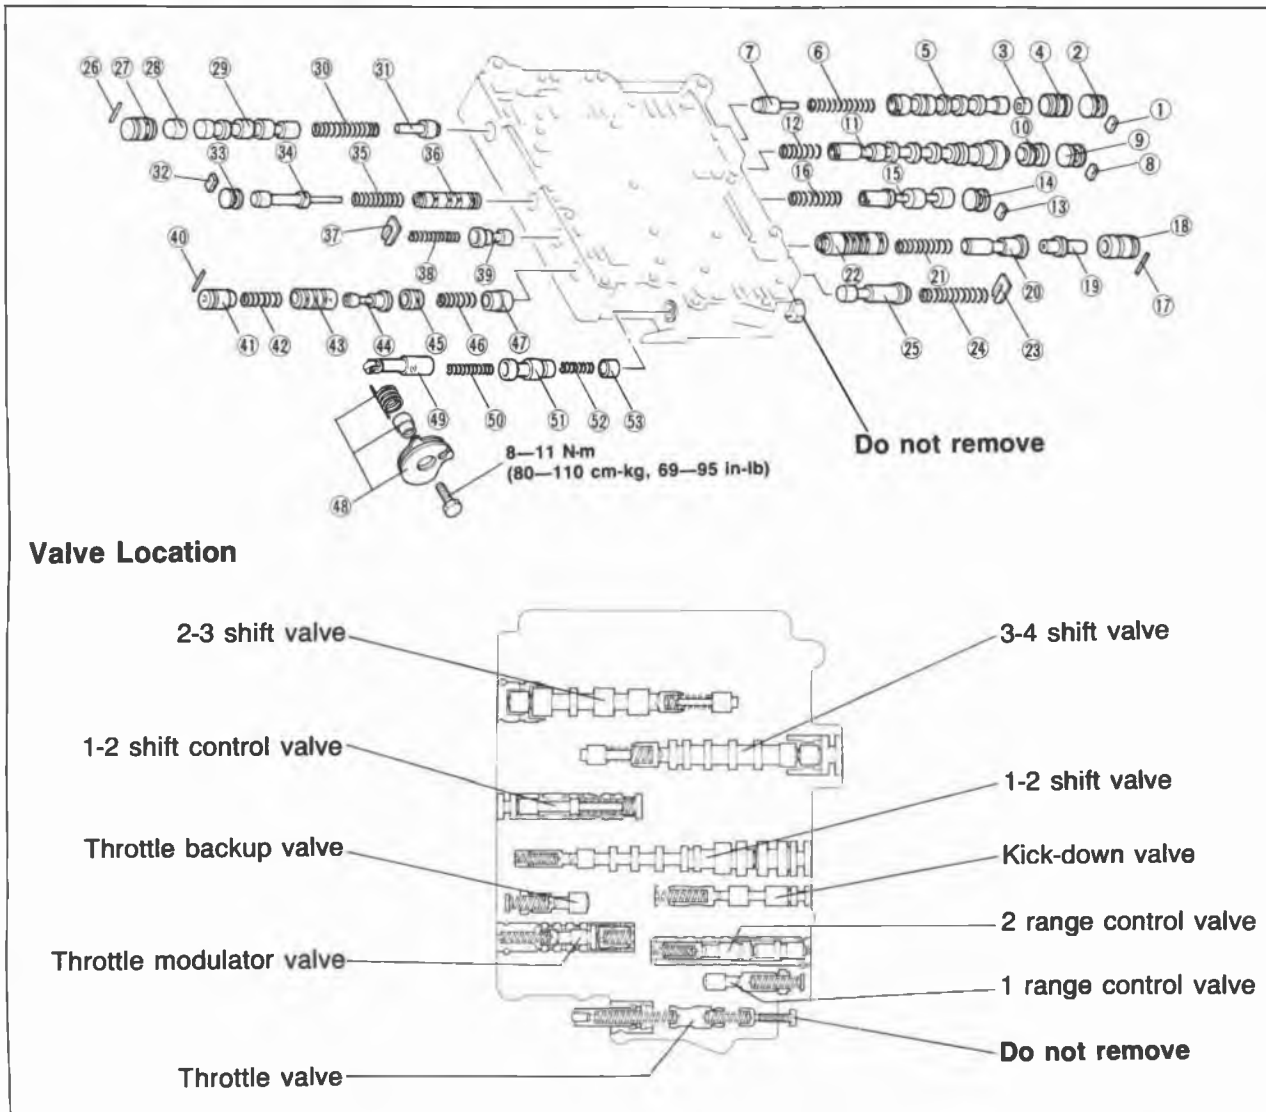 26 27 28 29 30 31
7 6 5 3 4 2
1
12 11 10 9
8
32 33 34 35 36
16 15 14
13
37 38 39
18
22 21 20 19 17
40
41 42 43 44 45 46 47
25 24 23
49 50 51 52 53
Do not remove
8—11 N-m
(80—110 cm-kg, 69—95 in-lb)
48
Valve Location
2-3 shift valve
3-4 shift valve
1-2 shift control valve
1-2 shift valve
Throttle backup valve
Kick-down valve
2 range control valve
Throttle modulator valve
1 range control valve
Do not remove
Throttle valve